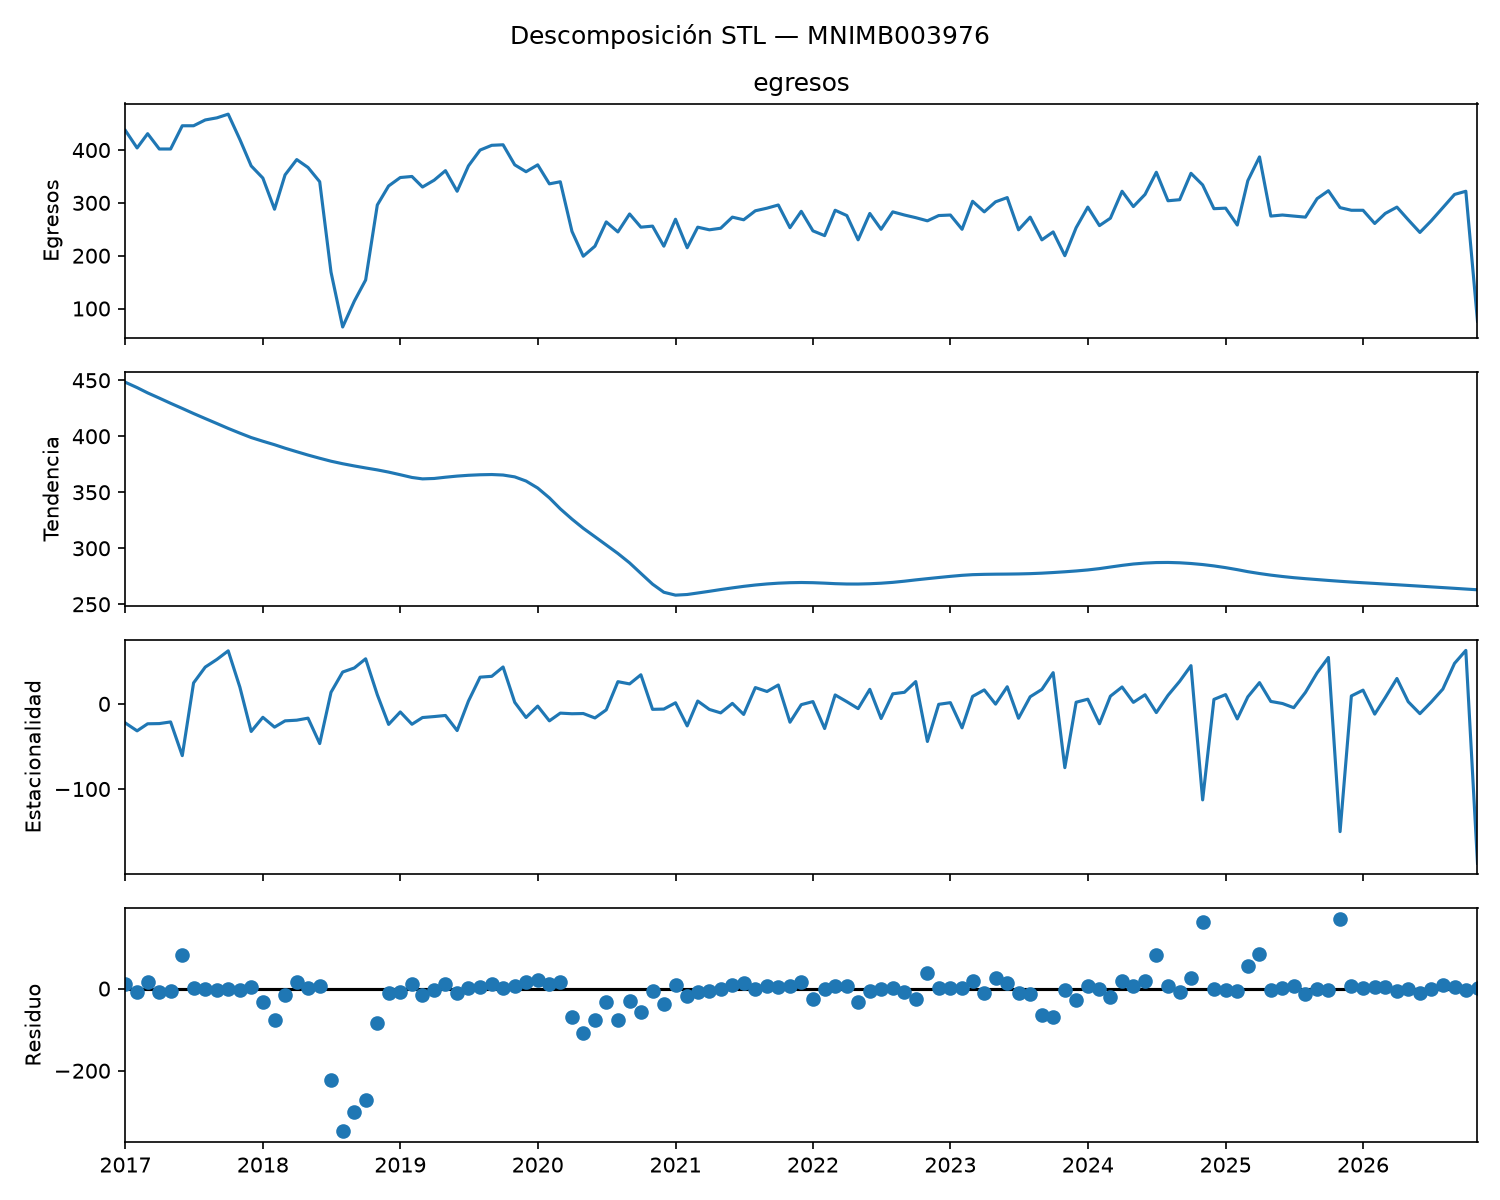 Descomposición STL — MNIMB003976
egresos
Egresos
400
300
200
100
Tendencia
450
400
350
300
250
Estacionalidad
0
−100
Residuo
0
−200
2017 2018 2019 2020 2021 2022 2023 2024 2025 2026